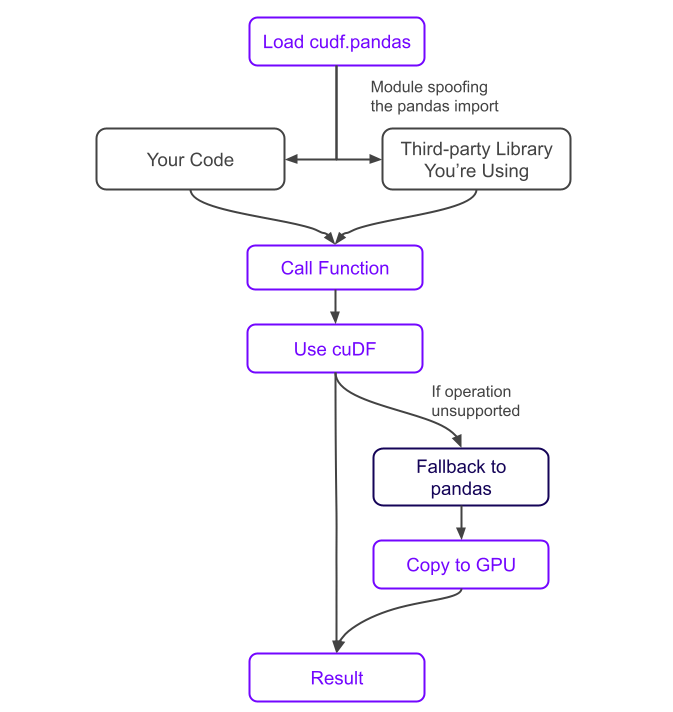 Load cudf.pandas
Module spoofing
the pandas import
Your Code
Third-party Library
You’re Using
Call Function
Use cuDF
If operation
unsupported
Fallback to
pandas
Copy to GPU
Result